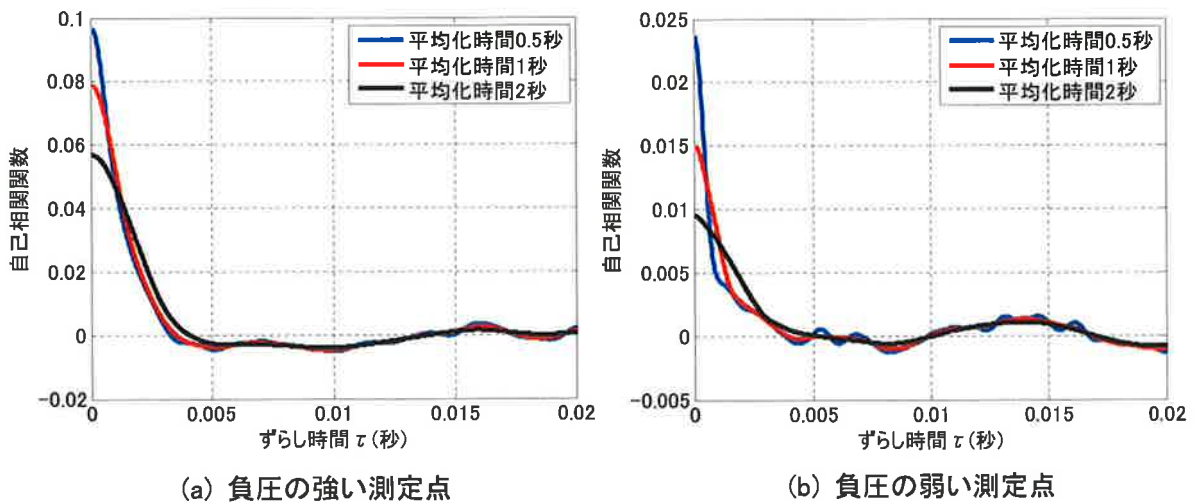 0.1
0.08
0.06
0.04
0.02
0
-0.02
自己相関関数
平均化時間0.5秒
平均化時間1秒
平均化時間2秒
0
0.005
0.01
0.015
0.02
ずらし時間 τ (秒)
(a) 負圧の強い測定点
0.025
0.02
0.015
0.01
0.005
0
-0.005
自己相関関数
平均化時間0.5秒
平均化時間1秒
平均化時間2秒
0
0.005
0.01
0.015
0.02
ずらし時間 τ (秒)
(b) 負圧の弱い測定点